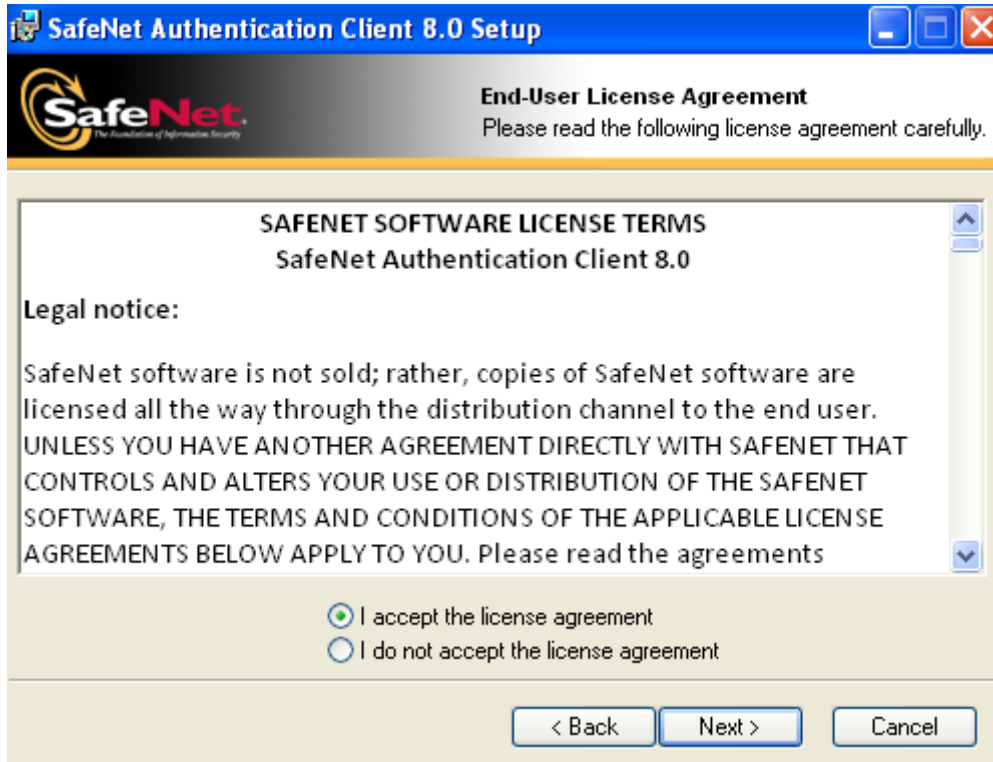 SafeNet Authentication Client 8.0 Setup
SafeNet.
The Foundation of Information Security
End-User License Agreement
Please read the following license agreement carefully.
SAFENET SOFTWARE LICENSE TERMS
SafeNet Authentication Client 8.0
Legal notice:
SafeNet software is not sold; rather, copies of SafeNet software are
licensed all the way through the distribution channel to the end user.
UNLESS YOU HAVE ANOTHER AGREEMENT DIRECTLY WITH SAFENET THAT
CONTROLS AND ALTERS YOUR USE OR DISTRIBUTION OF THE SAFENET
SOFTWARE, THE TERMS AND CONDITIONS OF THE APPLICABLE LICENSE
AGREEMENTS BELOW APPLY TO YOU. Please read the agreements
I accept the license agreement
I do not accept the license agreement
< Back
Next >
Cancel